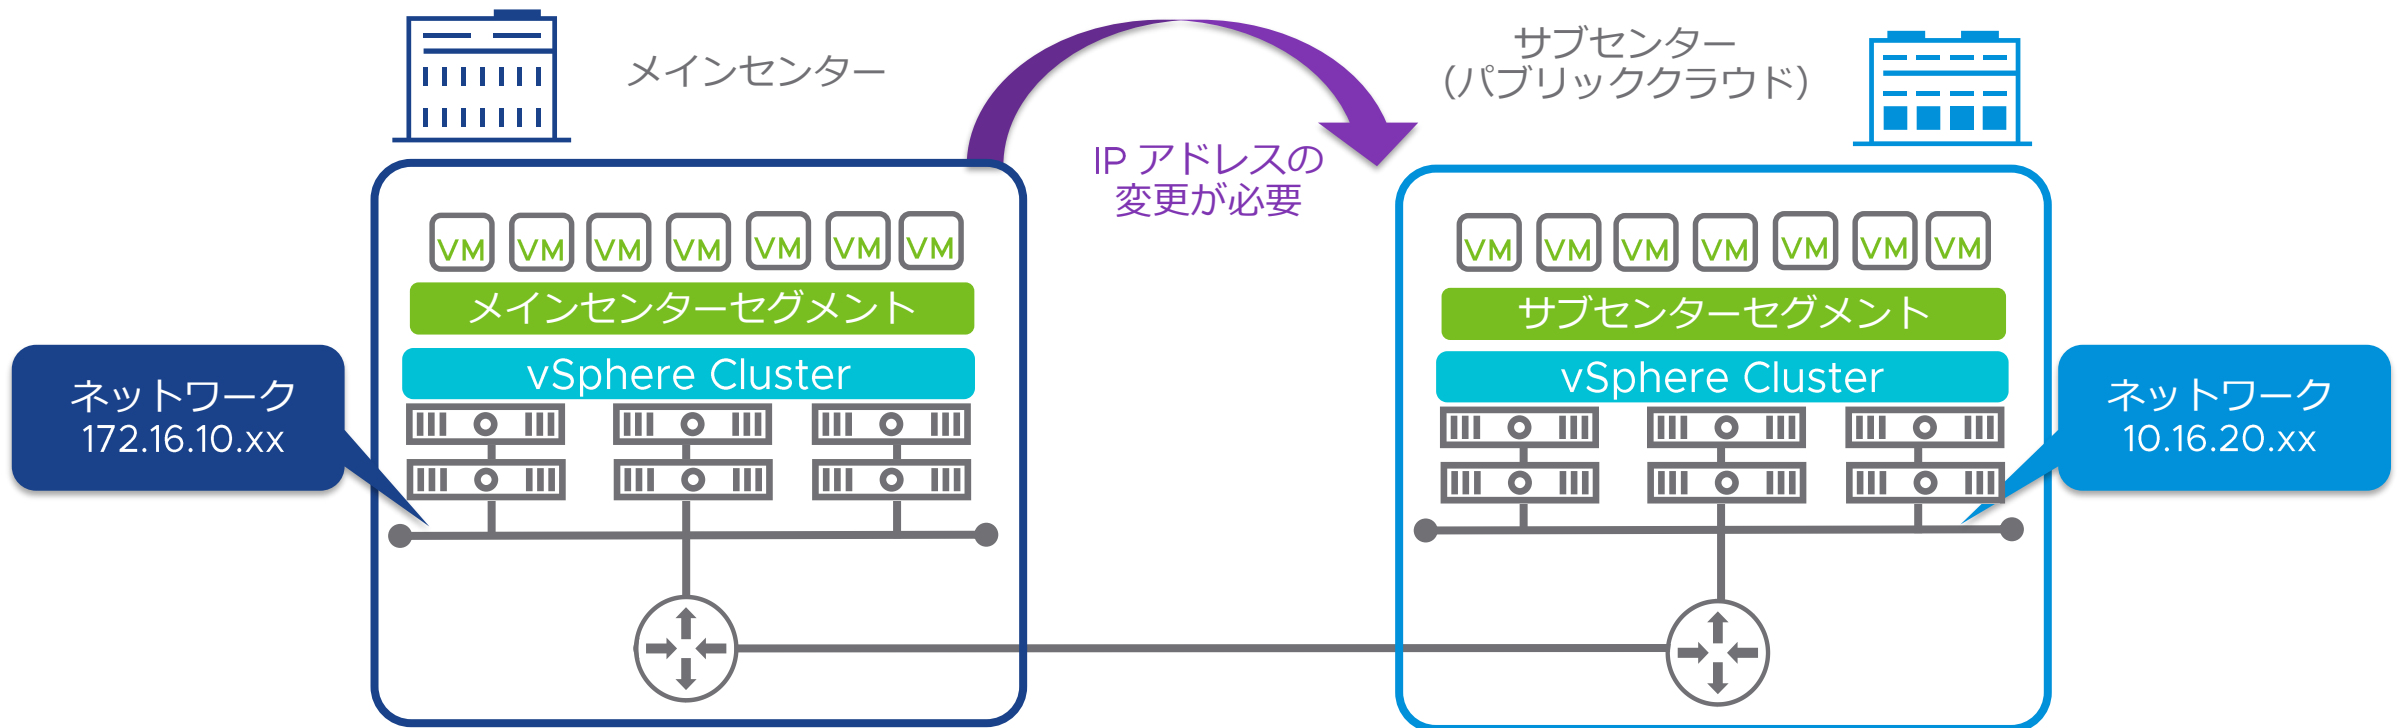 メインセンター
サブセンター
(パブリッククラウド)
IP アドレスの
変更が必要
VM VM VM VM VM VM VM
メインセンターセグメント
vSphere Cluster
ネットワーク
172.16.10.xx
VM VM VM VM VM VM VM
サブセンターセグメント
vSphere Cluster
ネットワーク
10.16.20.xx